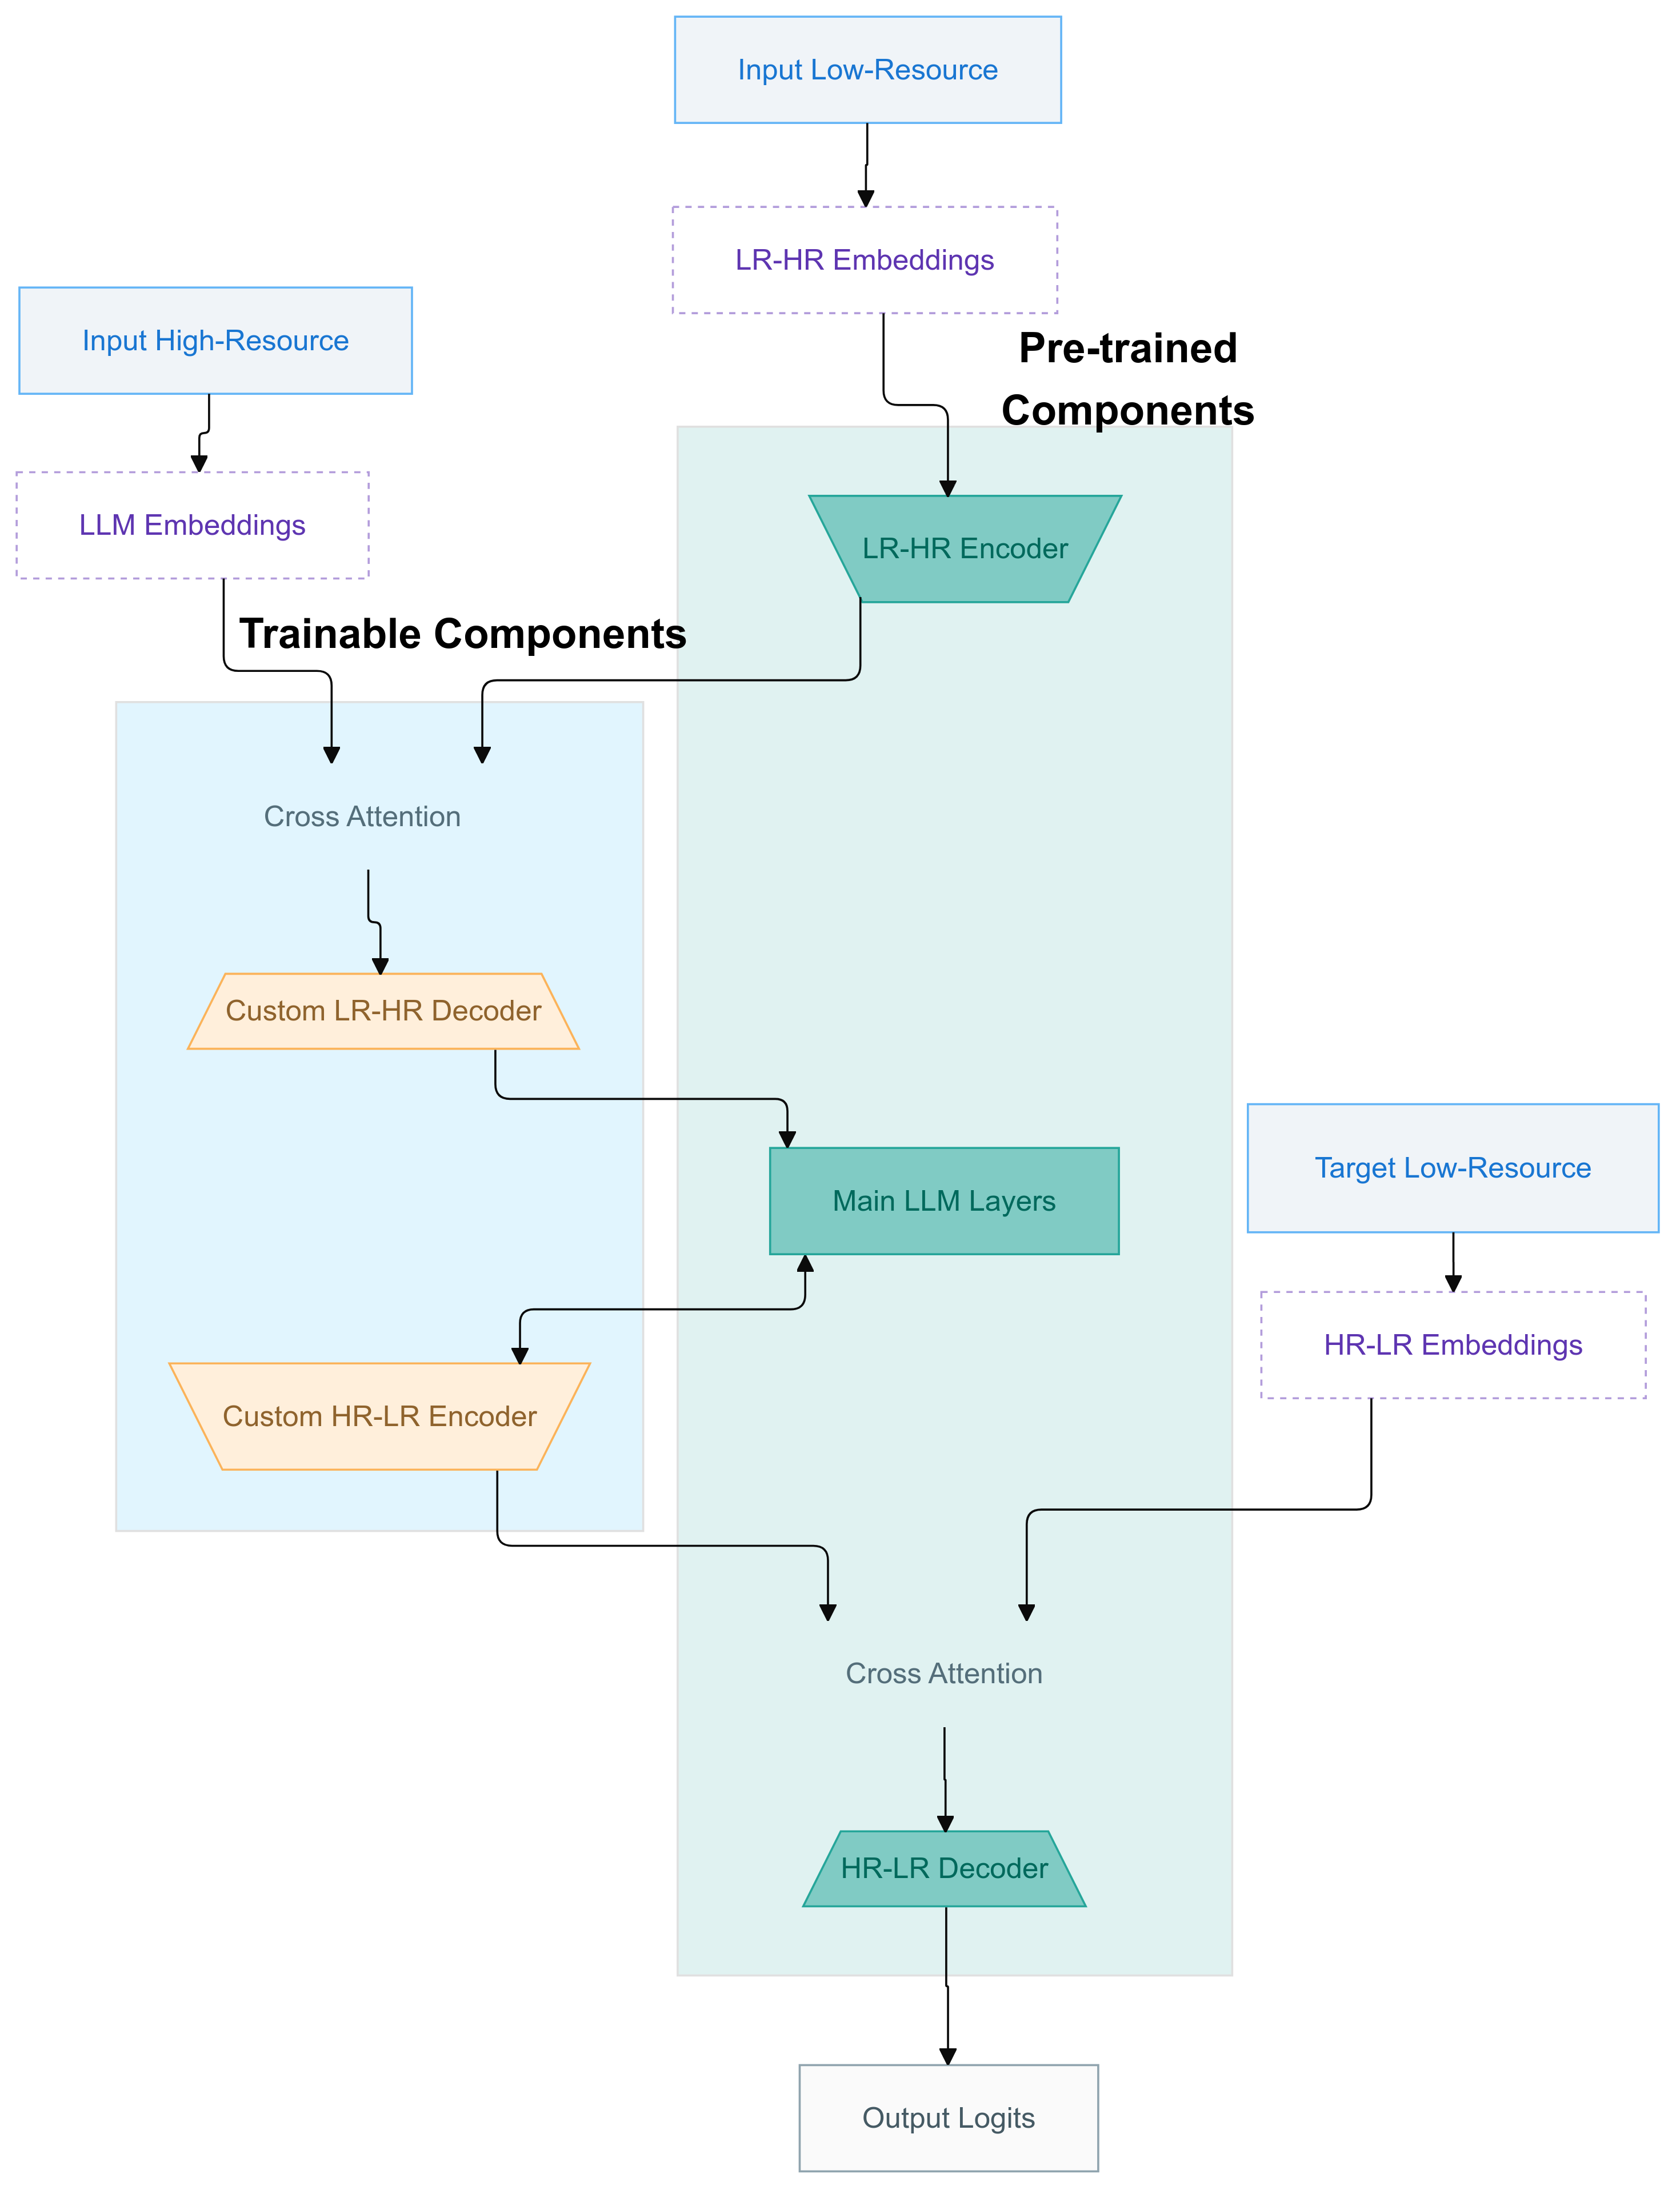 Input Low-Resource
LR-HR Embeddings
Input High-Resource
Pre-trained
Components
LLM Embeddings
LR-HR Encoder
Trainable Components
Cross Attention
Custom LR-HR Decoder
Main LLM Layers
Target Low-Resource
HR-LR Embeddings
Custom HR-LR Encoder
Cross Attention
HR-LR Decoder
Output Logits